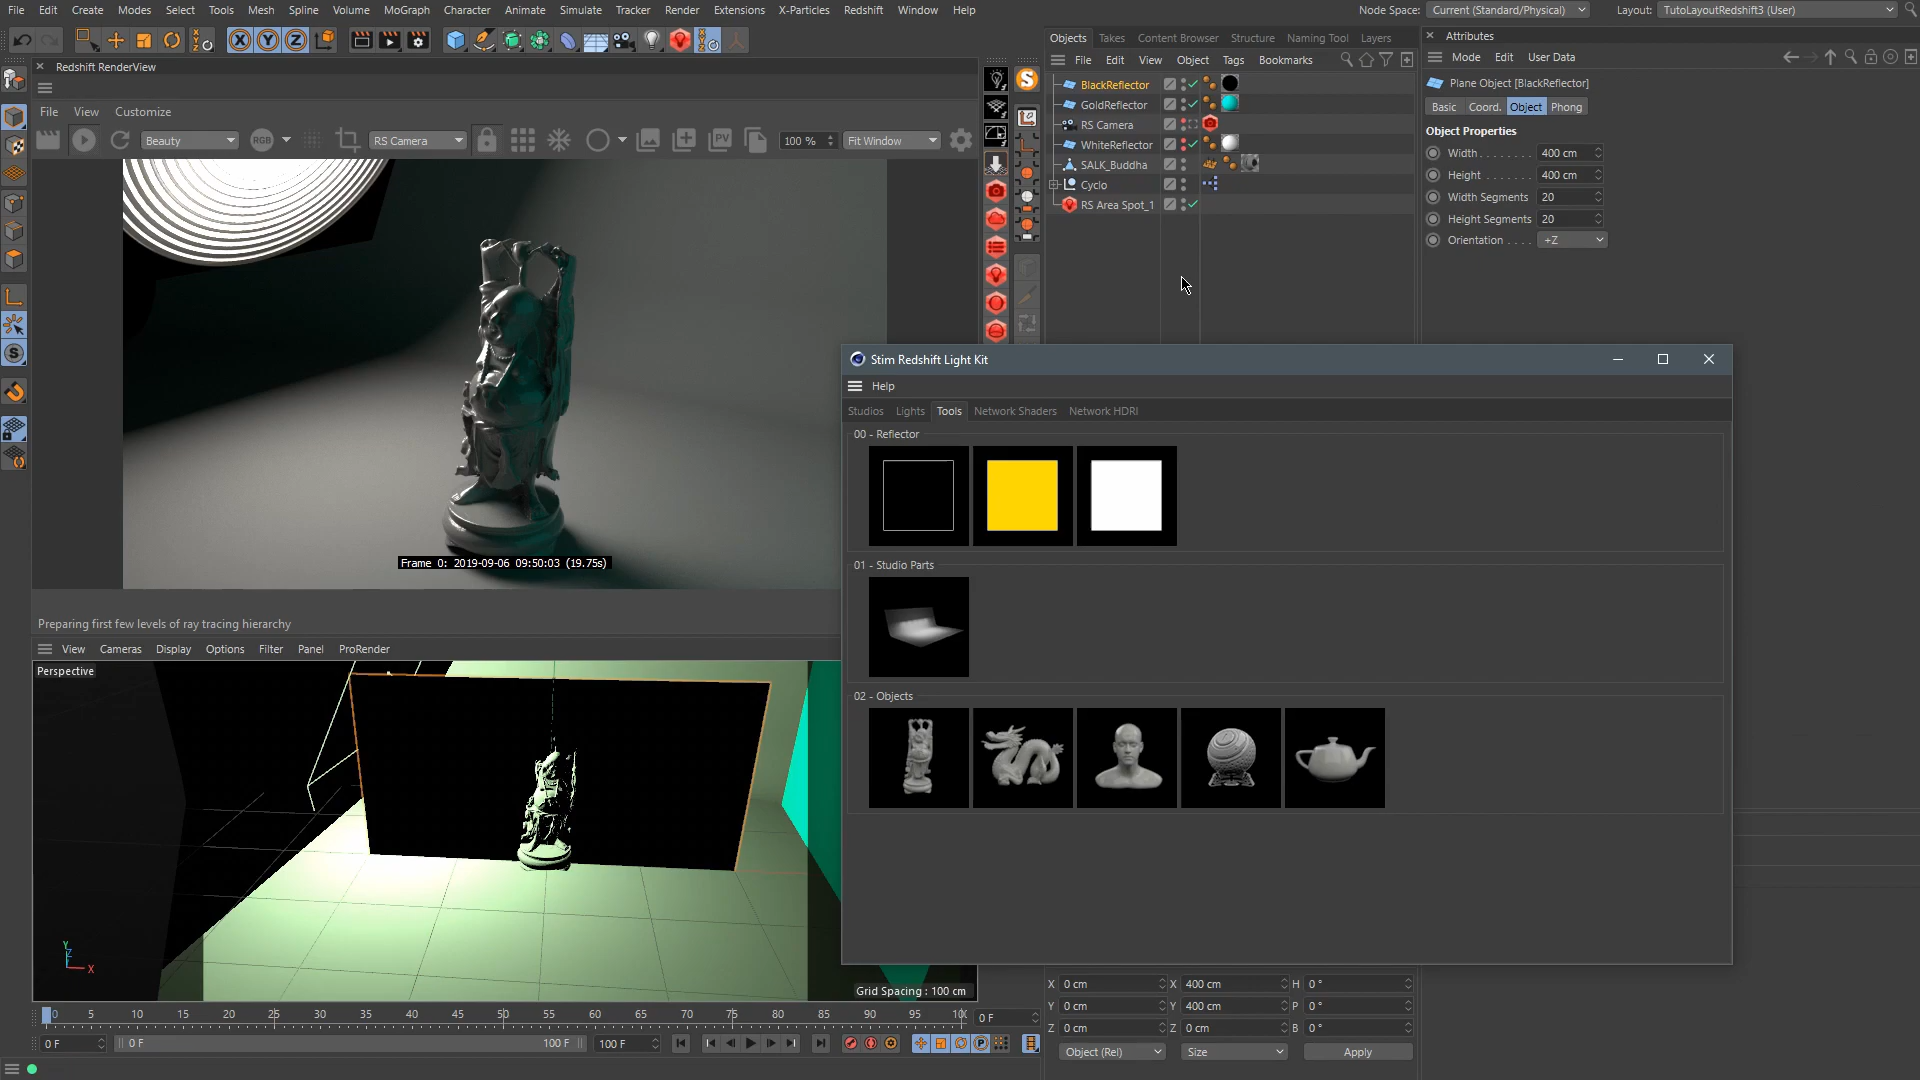 File Edit Create Modes Select Tools Mesh Spline Volume MoGraph Character Animate Simulate Tracker Render Extensions X-Particles Redshift Window Help
Node Space: Current (Standard/Physical) Layout: TutoLayoutRedshift3 (User)
Redshift RenderView
File View Customize
Beauty RGB RS Camera PV 100 % Fit Window
Frame 0: 2019-09-06 09:50:03 (19.75s)
Preparing first few levels of ray tracing hierarchy
View Cameras Display Options Filter Panel ProRender
Perspective
Y
Z
X
Grid Spacing : 100 cm
0 5 10 15 20 25 30 35 40 45 50 55 60 65 70 75 80 85 90 95 0 F
0 F 0 F 100 F 100 F
Objects Takes Content Browser Structure Naming Tool Layers
File Edit View Object Tags Bookmarks
BlackReflector
GoldReflector
RS Camera
WhiteReflector
SALK_Buddha
Cyclo
RS Area Spot_1
Attributes
Mode Edit User Data
Plane Object [BlackReflector]
Basic Coord. Object Phong
Object Properties
Width . . . . . . . . 400 cm
Height . . . . . . . 400 cm
Width Segments 20
Height Segments 20
Orientation . . . . +Z
Stim Redshift Light Kit
Help
Studios Lights Tools Network Shaders Network HDRI
00 - Reflector
01 - Studio Parts
02 - Objects
X 0 cm X 400 cm H 0 °
Y 0 cm Y 400 cm P 0 °
Z 0 cm Z 0 cm B 0 °
Object (Rel) Size Apply